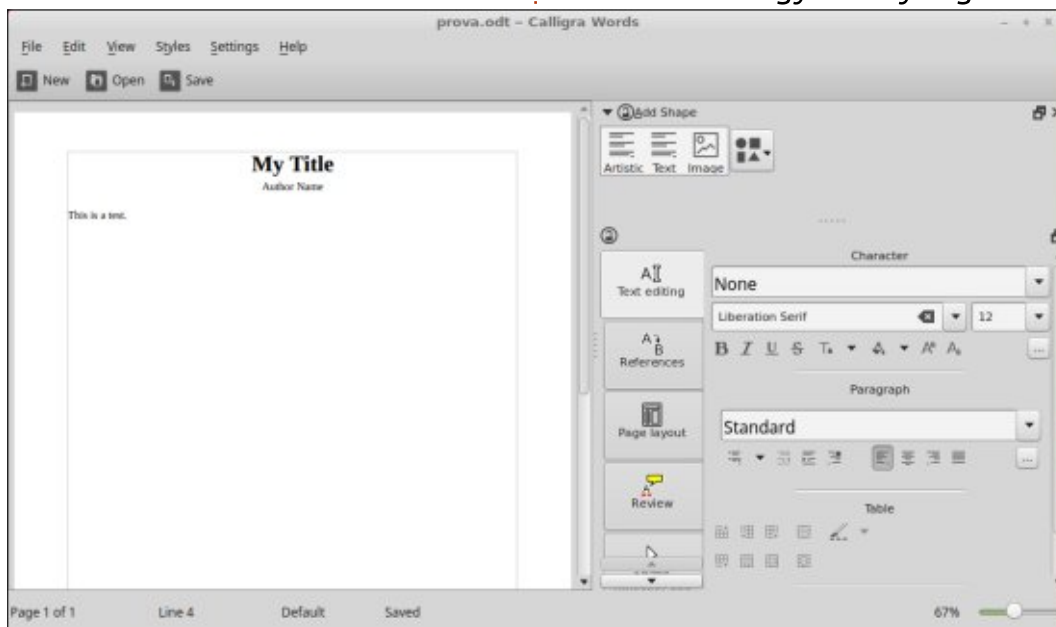 prova.odt – Calligra Words
File Edit View Styles Settings Help
New Open Save
My Title
Author Name
This is a test.
Add Shape
Artistic Text Image
Text editing
References
Page layout
Review
Character
None
Liberation Serif 12
Paragraph
Standard
Table
Page 1 of 1 Line 4 Default Saved 67%